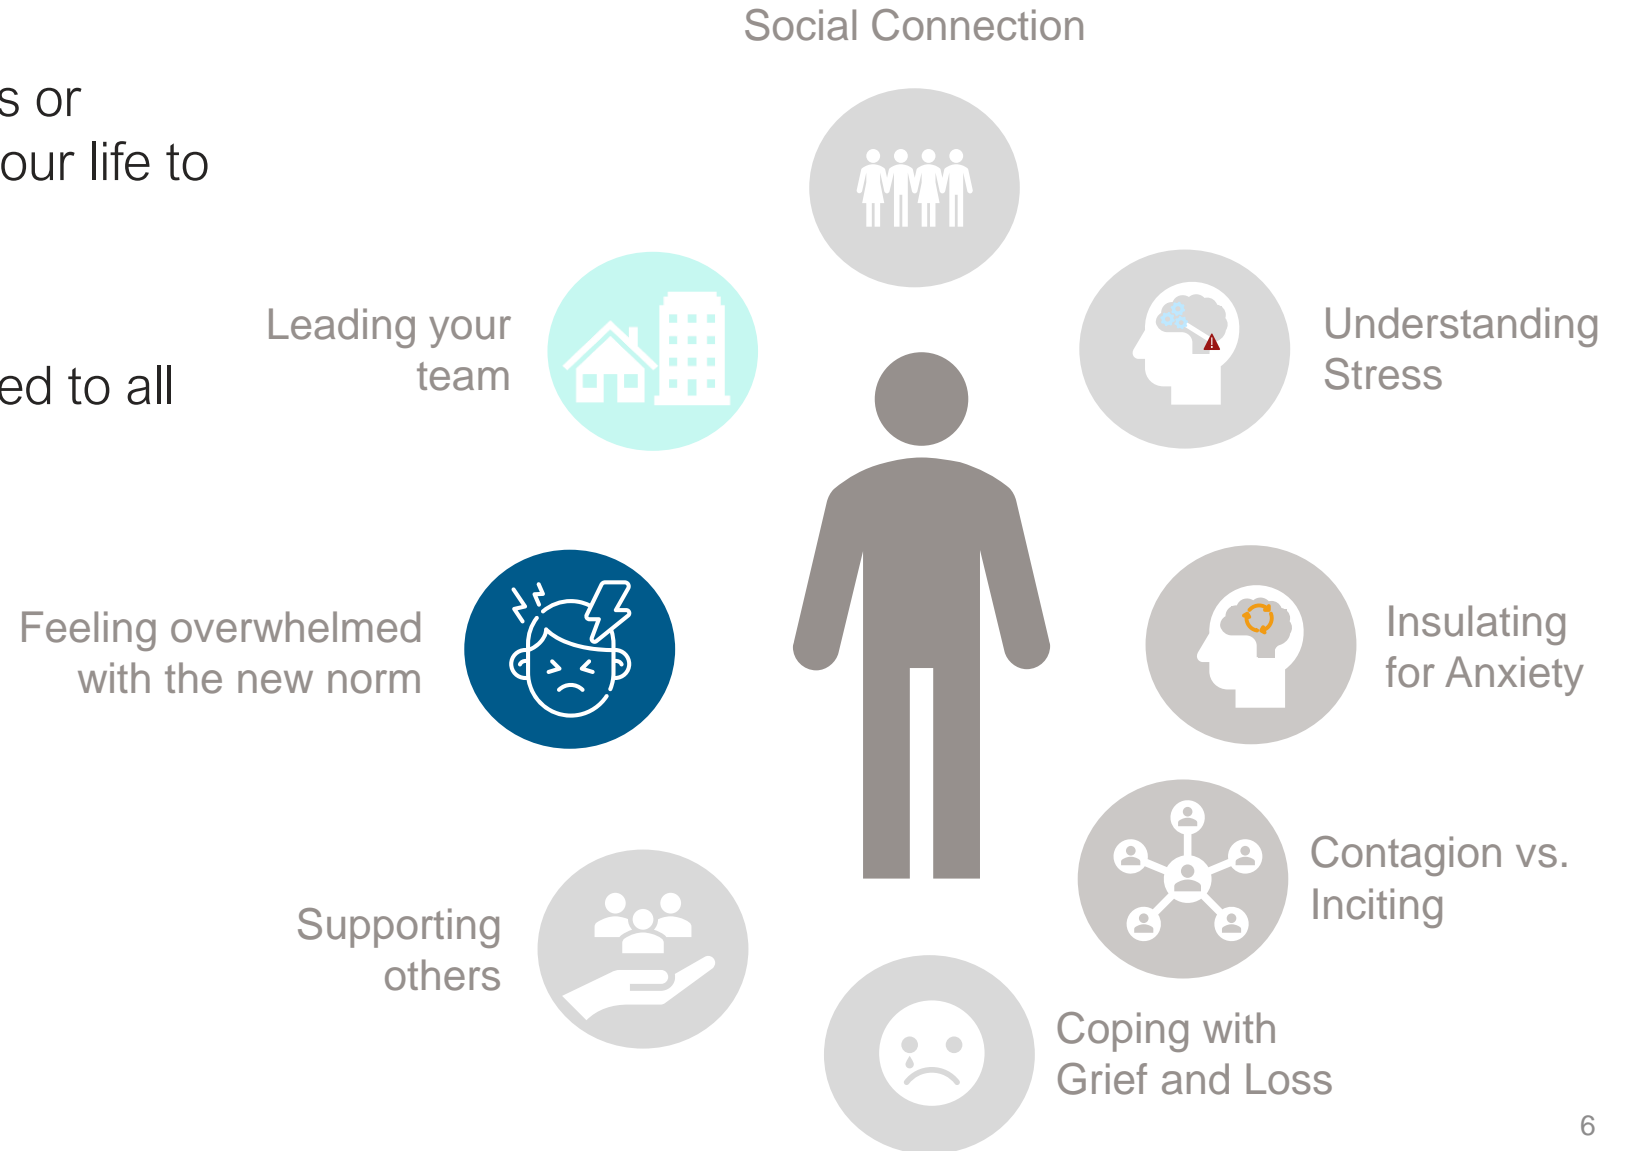 Social Connection
s or
our life to
ed to all
Leading your
team
Understanding
Stress
Feeling overwhelmed
with the new norm
Insulating
for Anxiety
Contagion vs.
Inciting
Supporting
others
Coping with
Grief and Loss
6